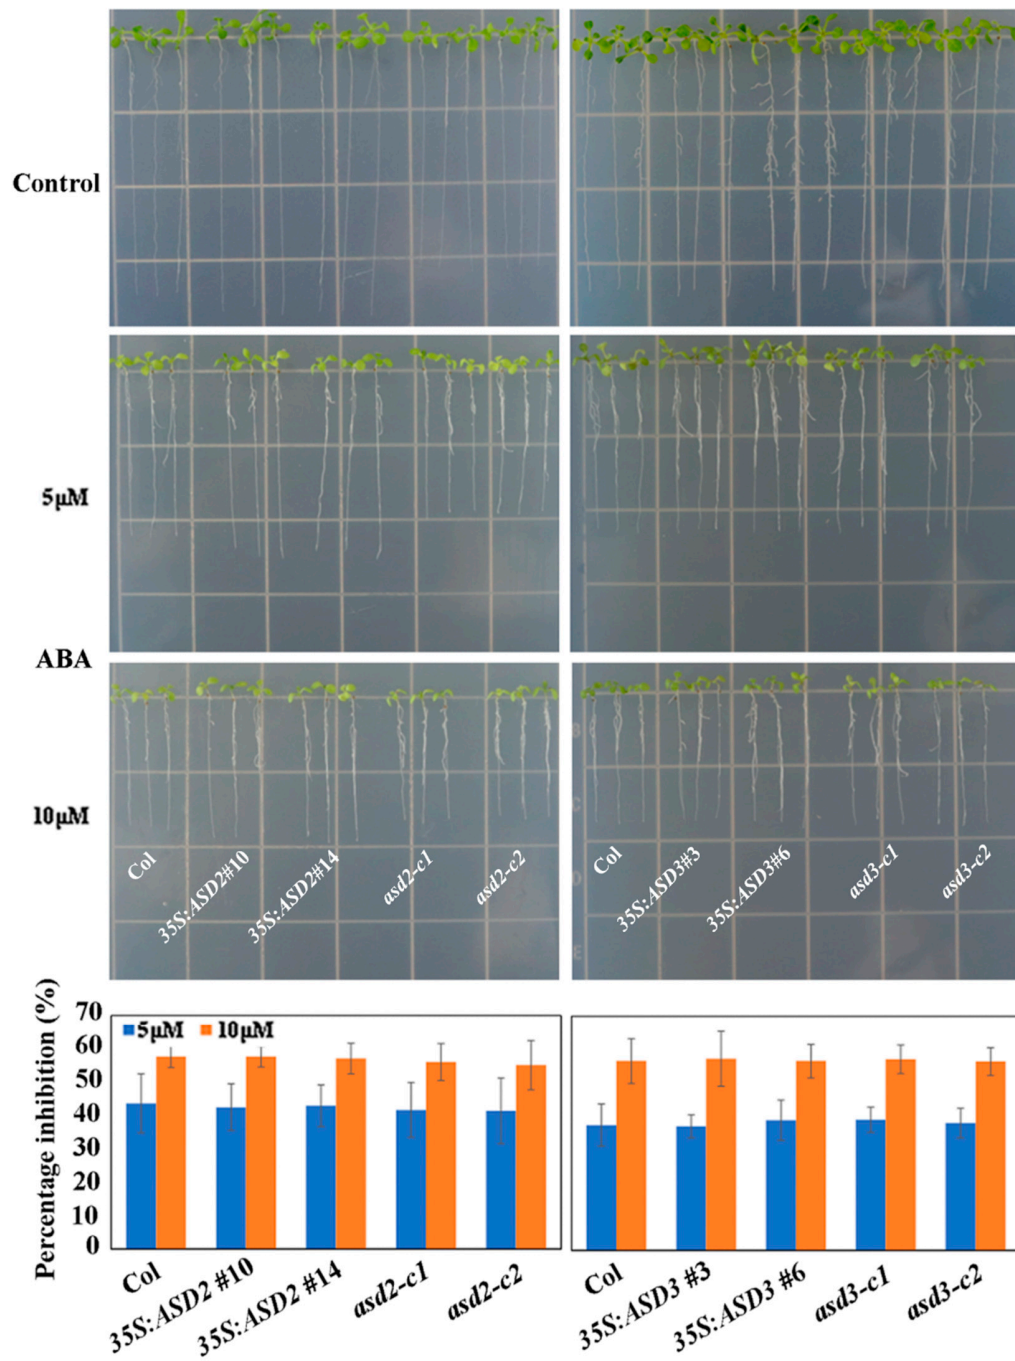 Control
5μM
ABA
10μM
Col
35S:ASD2#10
35S:ASD2#14
asd2-c1
asd2-c2
Col
35S:ASD3#3
35S:ASD3#6
asd3-c1
asd3-c2
Percentage inhibition (%)
70
60
50
40
30
20
10
0
5μM
10μM
Col
35S:ASD2 #10
35S:ASD2 #14
asd2-c1
asd2-c2
Col
35S:ASD3 #3
35S:ASD3 #6
asd3-c1
asd3-c2